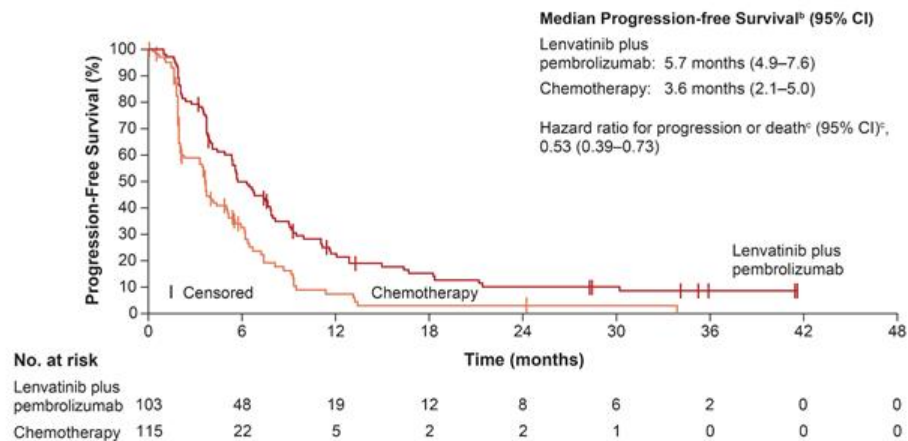 Median Progression-free Survivalᵇ (95% CI)
Lenvatinib plus
pembrolizumab: 5.7 months (4.9–7.6)
Chemotherapy: 3.6 months (2.1–5.0)
Hazard ratio for progression or deathᶜ (95% CI)ᶜ,
0.53 (0.39–0.73)
Progression-Free Survival (%)
100
90
80
70
60
50
40
30
20
10
0
Lenvatinib plus
pembrolizumab
Censored
Chemotherapy
0 6 12 18 24 30 36 42 48
Time (months)
No. at risk
Lenvatinib plus
pembrolizumab 103 48 19 12 8 6 2 0 0
Chemotherapy 115 22 5 2 2 1 0 0 0